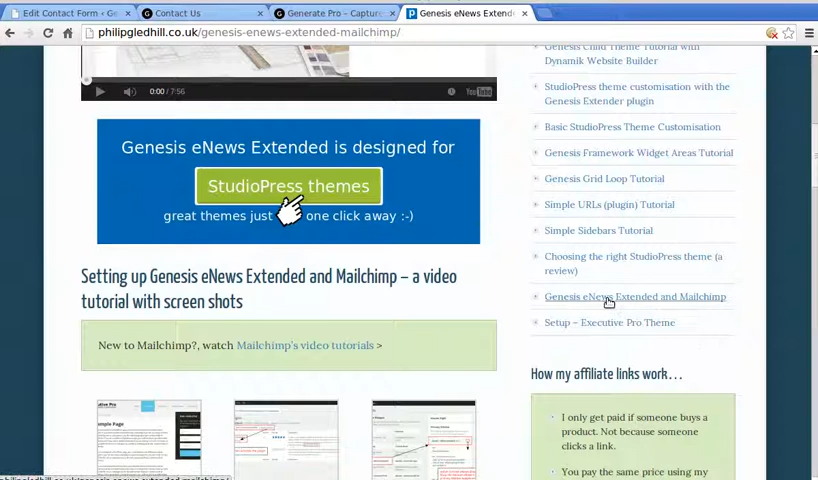 Edit Contact Form ‹ Ge
Contact Us
Generate Pro – Capture
Genesis eNews Extend
philippgledhill.co.uk/genesis-enews-extended-mailchimp/
0:00 / 7:56
YouTube
Genesis eNews Extended is designed for
StudioPress themes
great themes just one click away :-)
Setting up Genesis eNews Extended and Mailchimp – a video
tutorial with screen shots
New to Mailchimp?, watch Mailchimp's video tutorials >
Genesis Child Theme Tutorial with
Dynamik Website Builder
StudioPress theme customisation with the
Genesis Extender plugin
Basic StudioPress Theme Customisation
Genesis Framework Widget Areas Tutorial
Genesis Grid Loop Tutorial
Simple URLs (plugin) Tutorial
Simple Sidebars Tutorial
Choosing the right StudioPress theme (a
review)
Genesis eNews Extended and Mailchimp
Setup – Executive Pro Theme
How my affiliate links work…
I only get paid if someone buys a
product. Not because someone
clicks a link.
You pay the same price using my